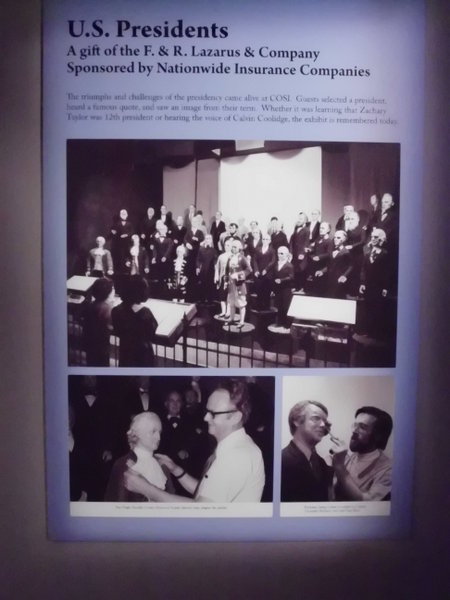 U.S. Presidents
A gift of the F. & R. Lazarus & Company
Sponsored by Nationwide Insurance Companies
The triumphs and challenges of the presidency came alive at COSI. Guests selected a president,
heard a famous quote, and saw an image from their term. Whether it was learning that Zachary
Taylor was 12th president or hearing the voice of Calvin Coolidge, the exhibit is remembered today.